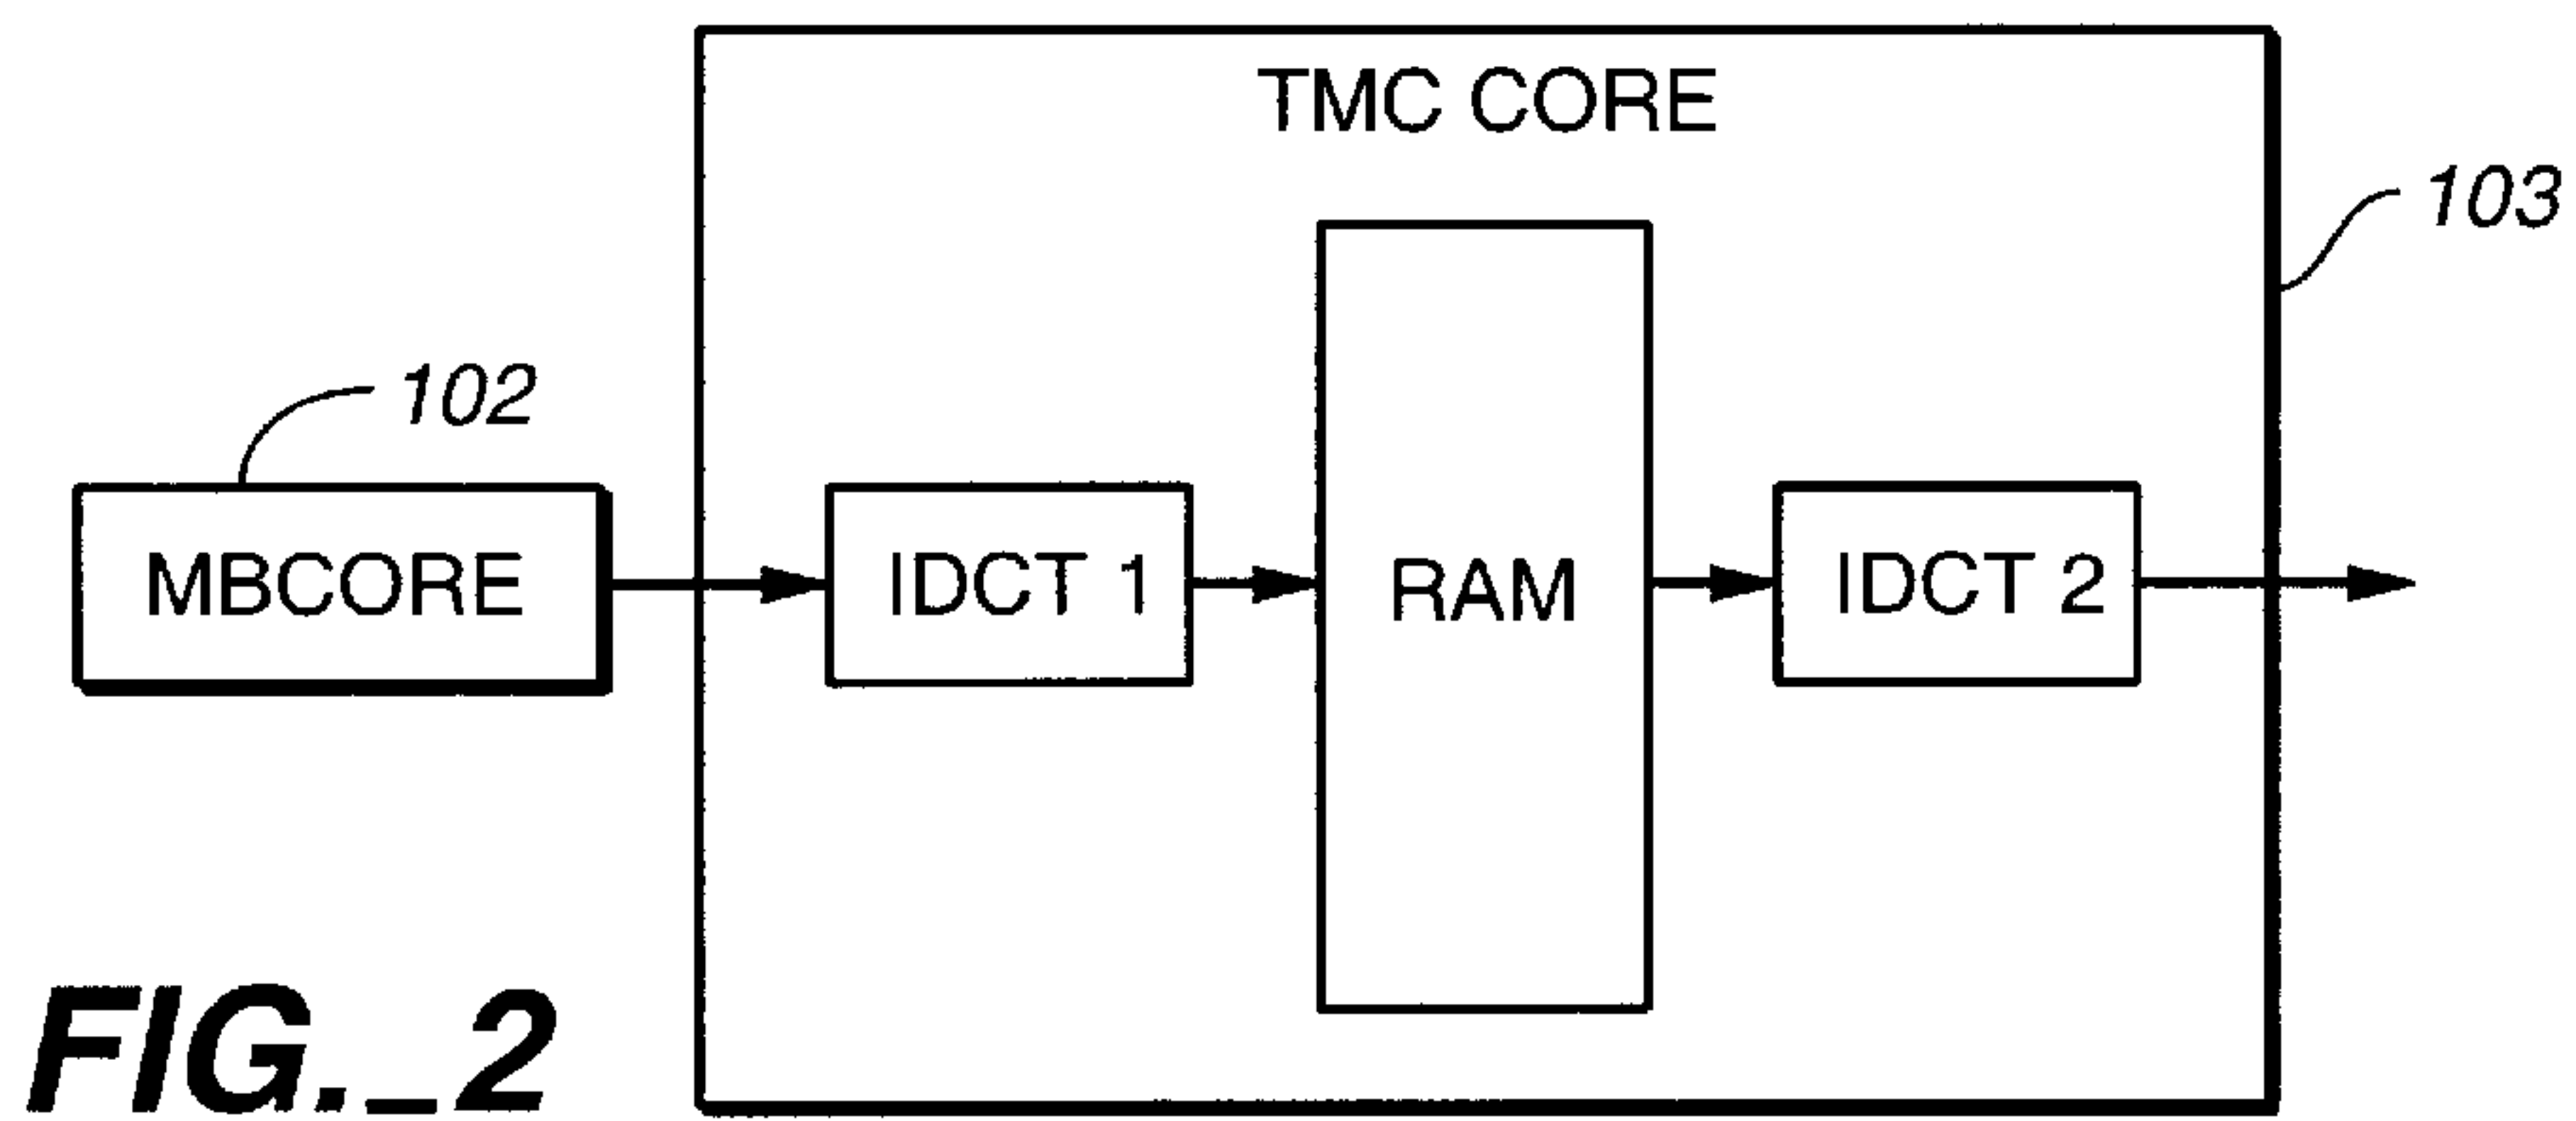 TMC CORE
103
102
MBCORE
IDCT 1
RAM
IDCT 2
FIG._2